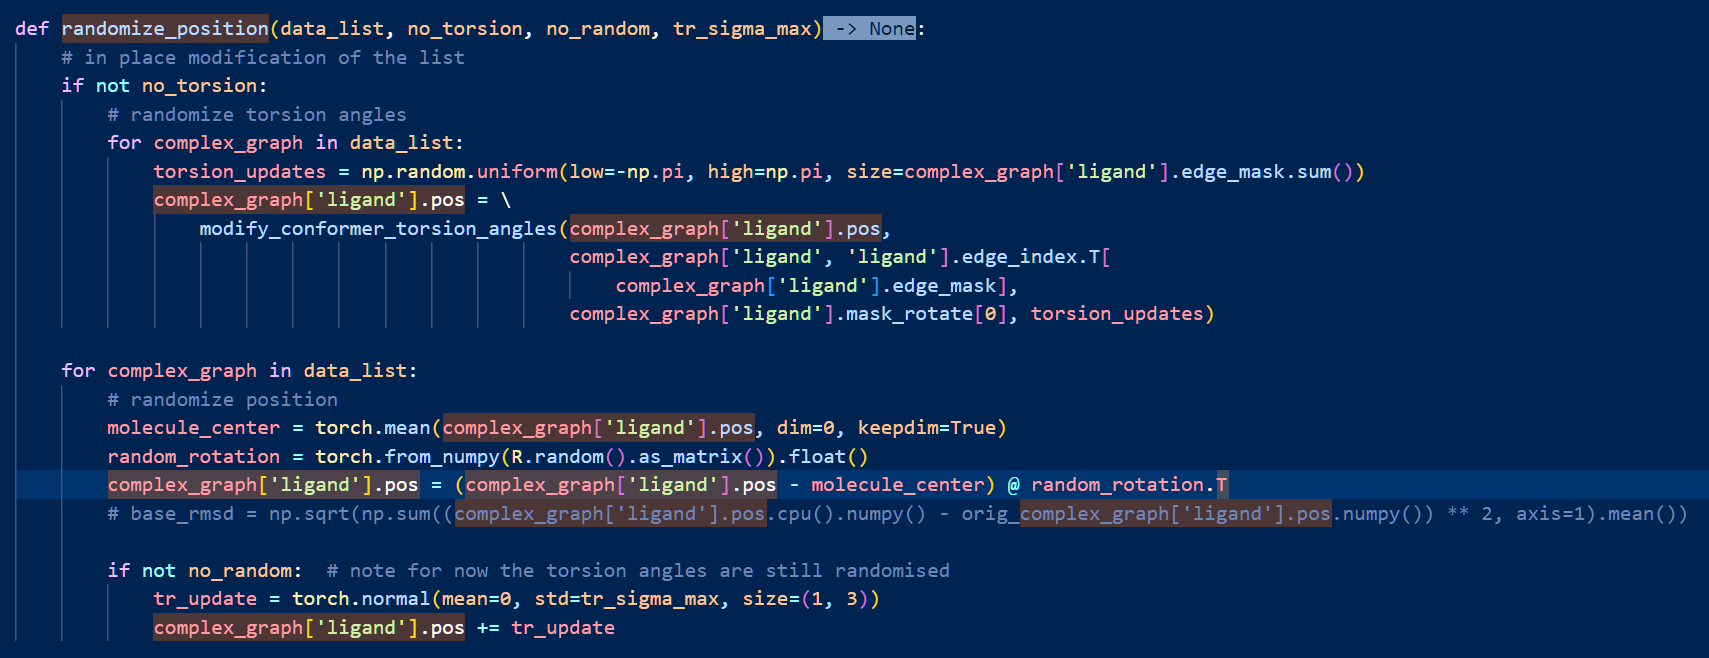 def randomize_position(data_list, no_torsion, no_random, tr_sigma_max) -> None:
    # in place modification of the list
    if not no_torsion:
        # randomize torsion angles
        for complex_graph in data_list:
            torsion_updates = np.random.uniform(low=-np.pi, high=np.pi, size=complex_graph['ligand'].edge_mask.sum())
            complex_graph['ligand'].pos = \
                modify_conformer_torsion_angles(complex_graph['ligand'].pos,
                                                complex_graph['ligand', 'ligand'].edge_index.T[
                                                    complex_graph['ligand'].edge_mask],
                                                complex_graph['ligand'].mask_rotate[0], torsion_updates)

    for complex_graph in data_list:
        # randomize position
        molecule_center = torch.mean(complex_graph['ligand'].pos, dim=0, keepdim=True)
        random_rotation = torch.from_numpy(R.random().as_matrix()).float()
        complex_graph['ligand'].pos = (complex_graph['ligand'].pos - molecule_center) @ random_rotation.T
        # base_rmsd = np.sqrt(np.sum((complex_graph['ligand'].pos.cpu().numpy() - orig_complex_graph['ligand'].pos.numpy()) ** 2, axis=1).mean())

        if not no_random:  # note for now the torsion angles are still randomised
            tr_update = torch.normal(mean=0, std=tr_sigma_max, size=(1, 3))
            complex_graph['ligand'].pos += tr_update